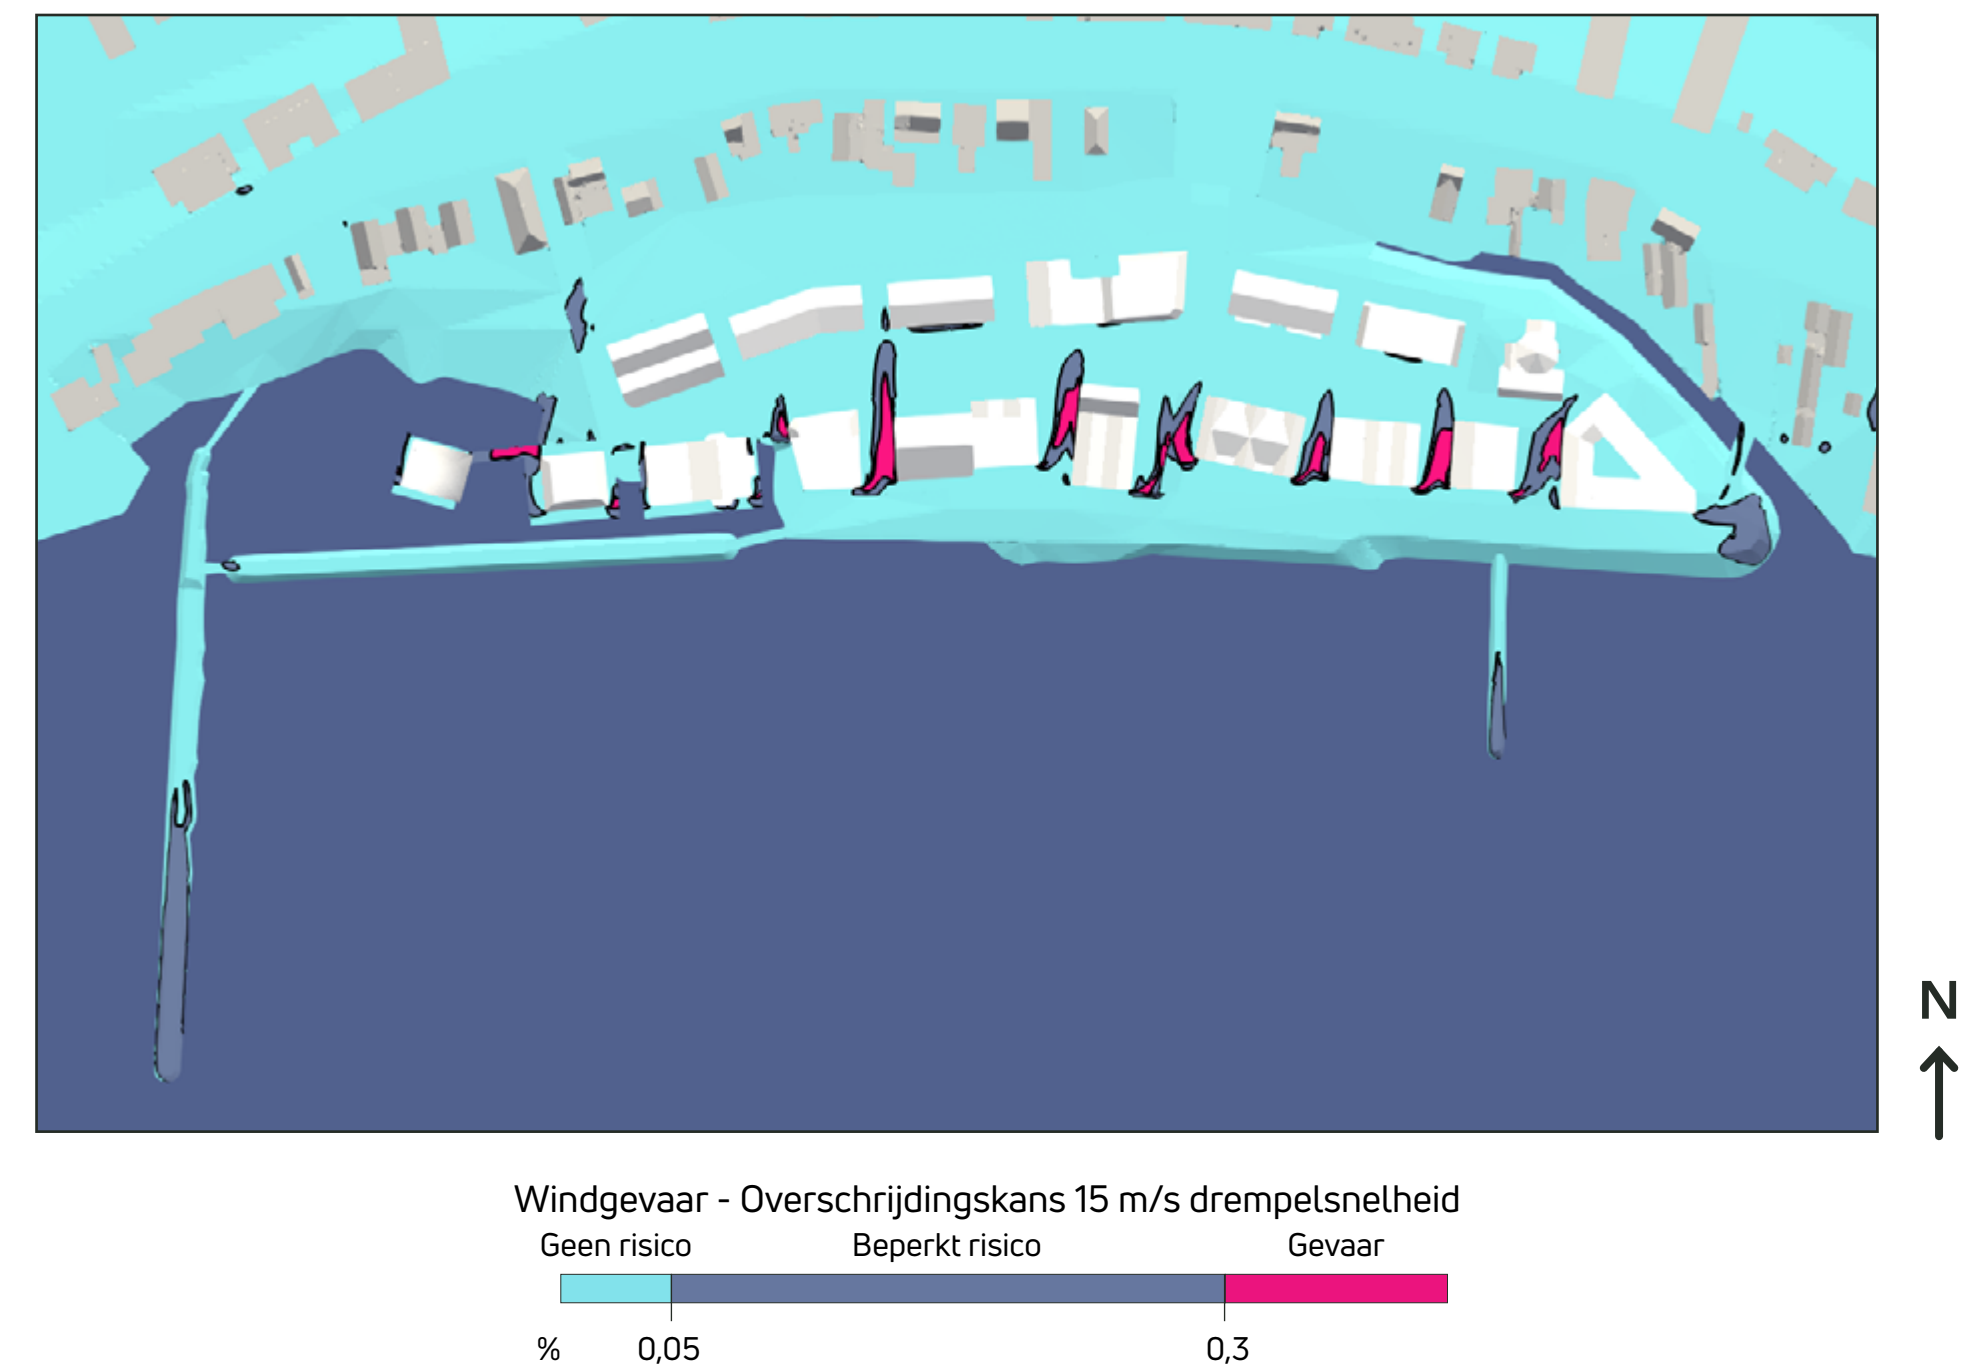 N
Windgevaar - Overschrijdingskans 15 m/s drempelsnelheid
Geen risico Beperkt risico Gevaar
% 0,05 0,3